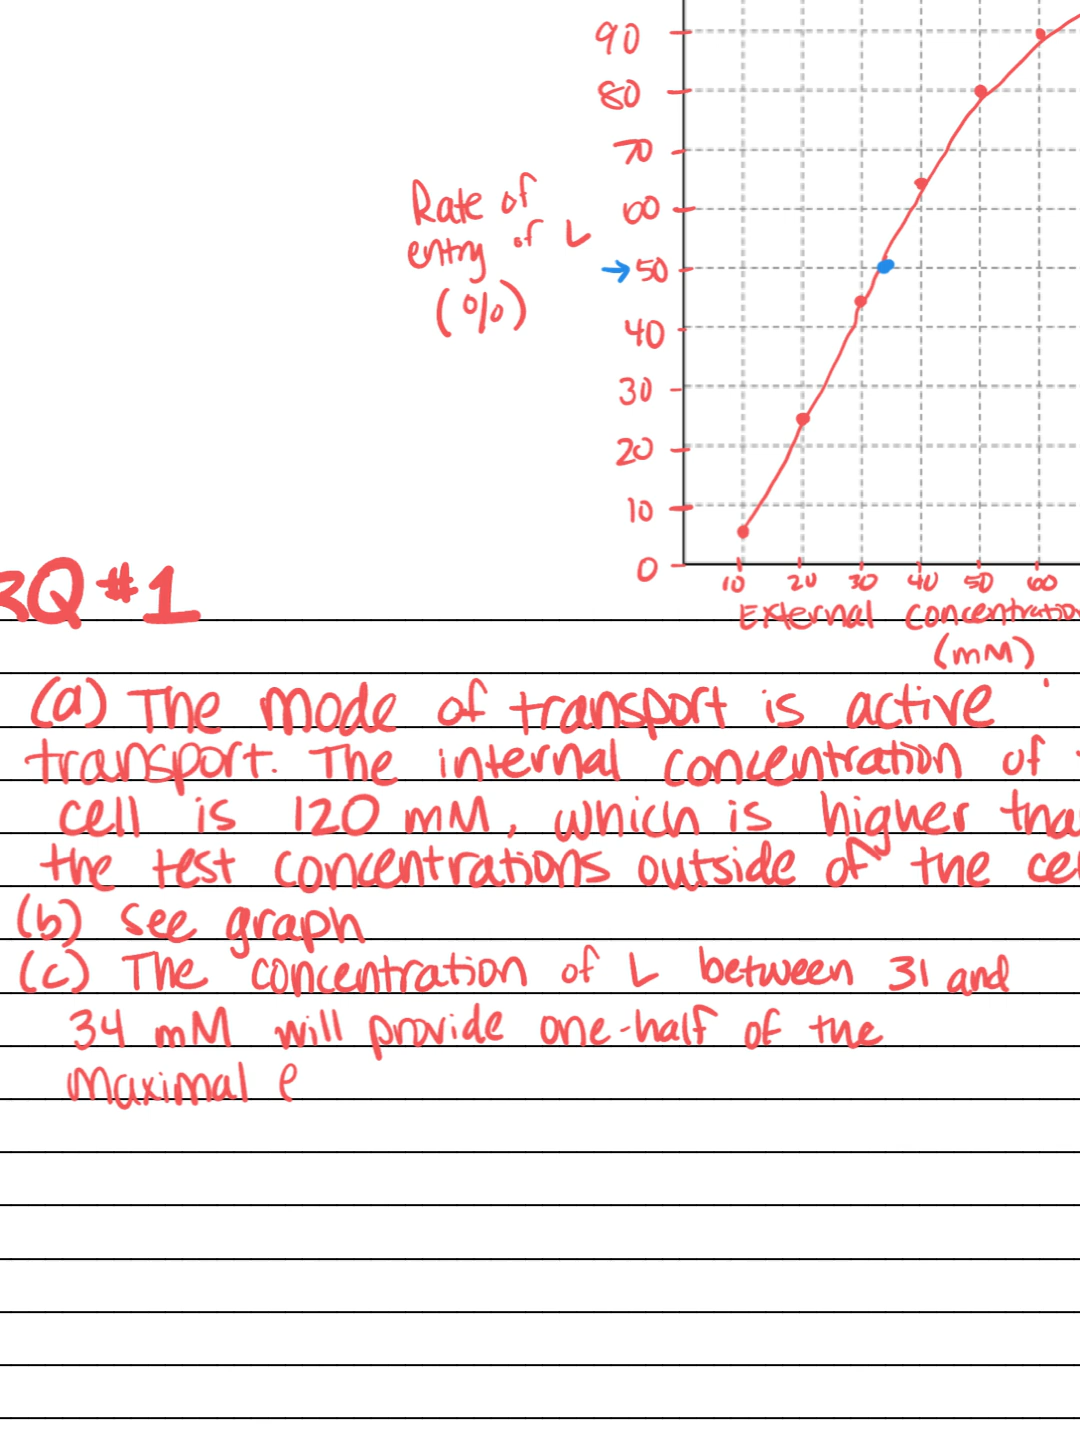 90
80
70
60
→50
40
30
20
10
0
Rate of
entry of L
(%)
10 20 30 40 50 60
External concentration
(mM)
RQ #1
(a) The mode of transport is active
transport. The internal concentration of
cell is 120 mM, which is higher tha
the test concentrations outside of the ce
(b) see graph
(c) The concentration of L between 31 and
34 mM will provide one-half of the
maximal e